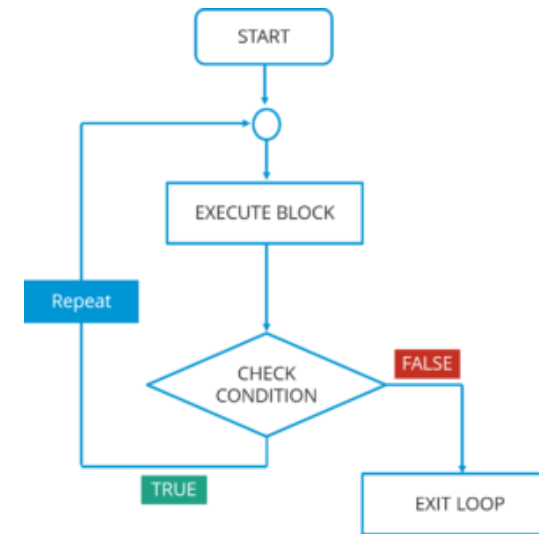 START
EXECUTE BLOCK
Repeat
CHECK
CONDITION
FALSE
TRUE
EXIT LOOP